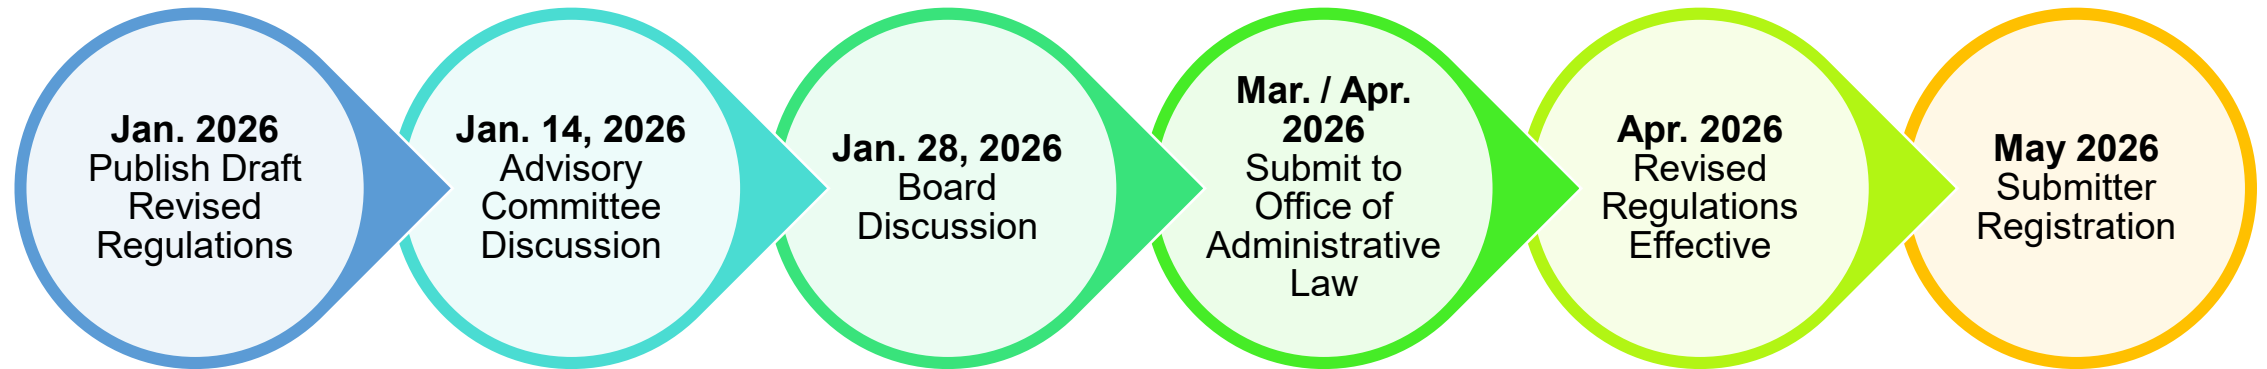 Jan. 2026
Publish Draft
Revised
Regulations
Jan. 14, 2026
Advisory
Committee
Discussion
Jan. 28, 2026
Board
Discussion
Mar. / Apr.
2026
Submit to
Office of
Administrative
Law
Apr. 2026
Revised
Regulations
Effective
May 2026
Submitter
Registration